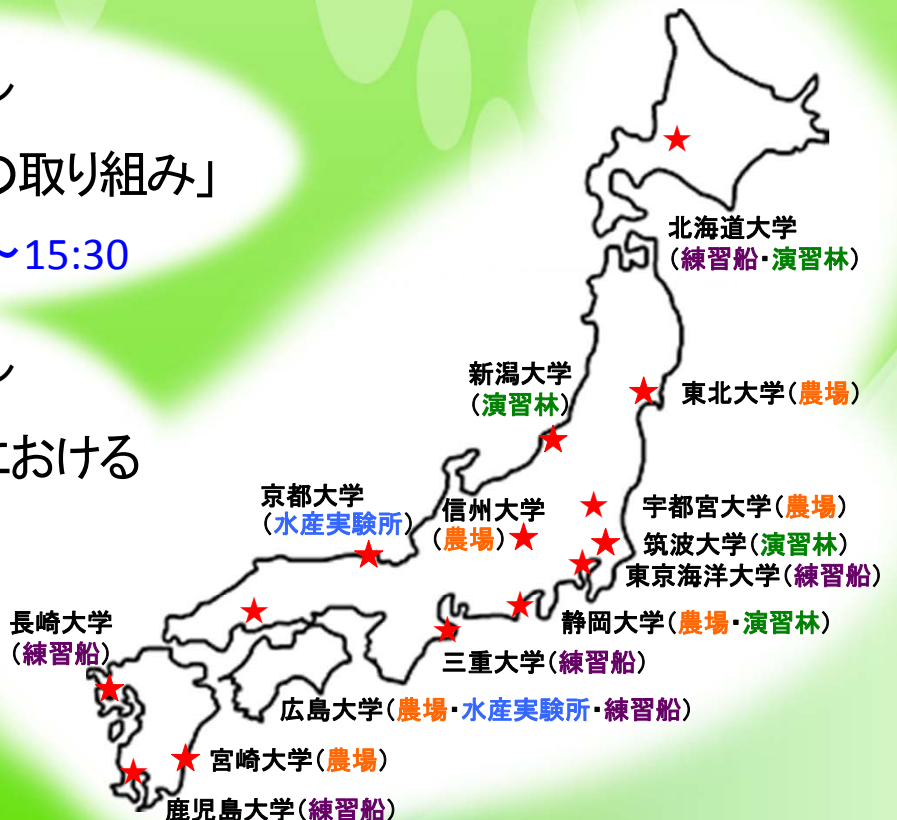 の取り組み」
～15:30
における
北海道大学
(練習船・演習林)
新潟大学
(演習林)
東北大学(農場)
京都大学
(水産実験所)
信州大学
(農場)
宇都宮大学(農場)
筑波大学(演習林)
東京海洋大学(練習船)
静岡大学(農場・演習林)
三重大学(練習船)
長崎大学
(練習船)
広島大学(農場・水産実験所・練習船)
宮崎大学(農場)
鹿児島大学(練習船)